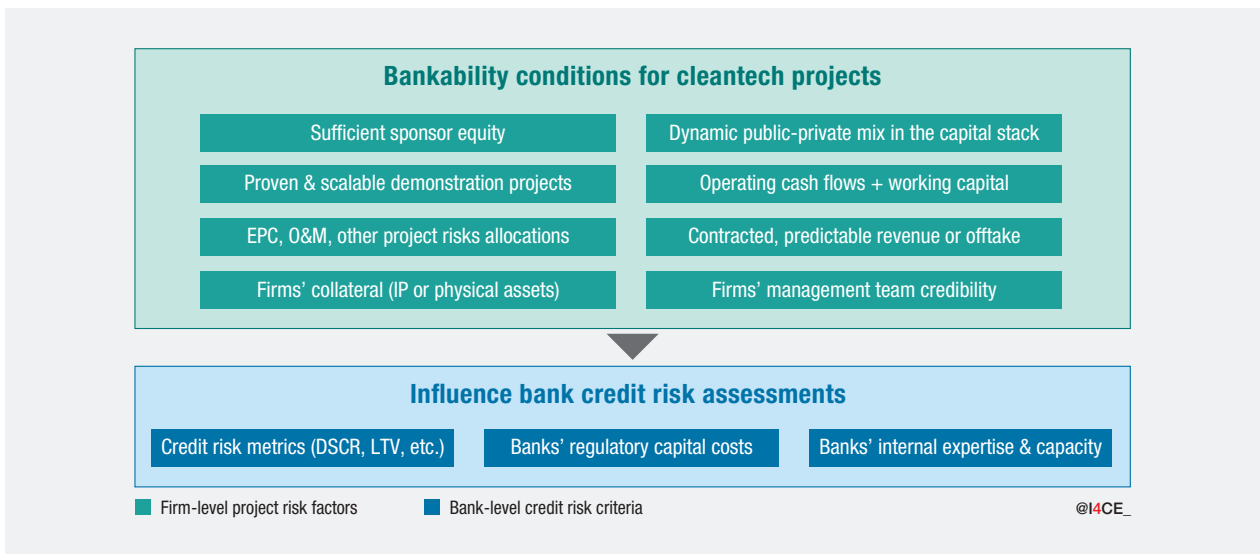 Bankability conditions for cleantech projects
Sufficient sponsor equity
Dynamic public-private mix in the capital stack
Proven & scalable demonstration projects
Operating cash flows + working capital
EPC, O&M, other project risks allocations
Contracted, predictable revenue or offtake
Firms’ collateral (IP or physical assets)
Firms’ management team credibility
Influence bank credit risk assessments
Credit risk metrics (DSCR, LTV, etc.)
Banks’ regulatory capital costs
Banks’ internal expertise & capacity
Firm-level project risk factors
Bank-level credit risk criteria
@I4CE_